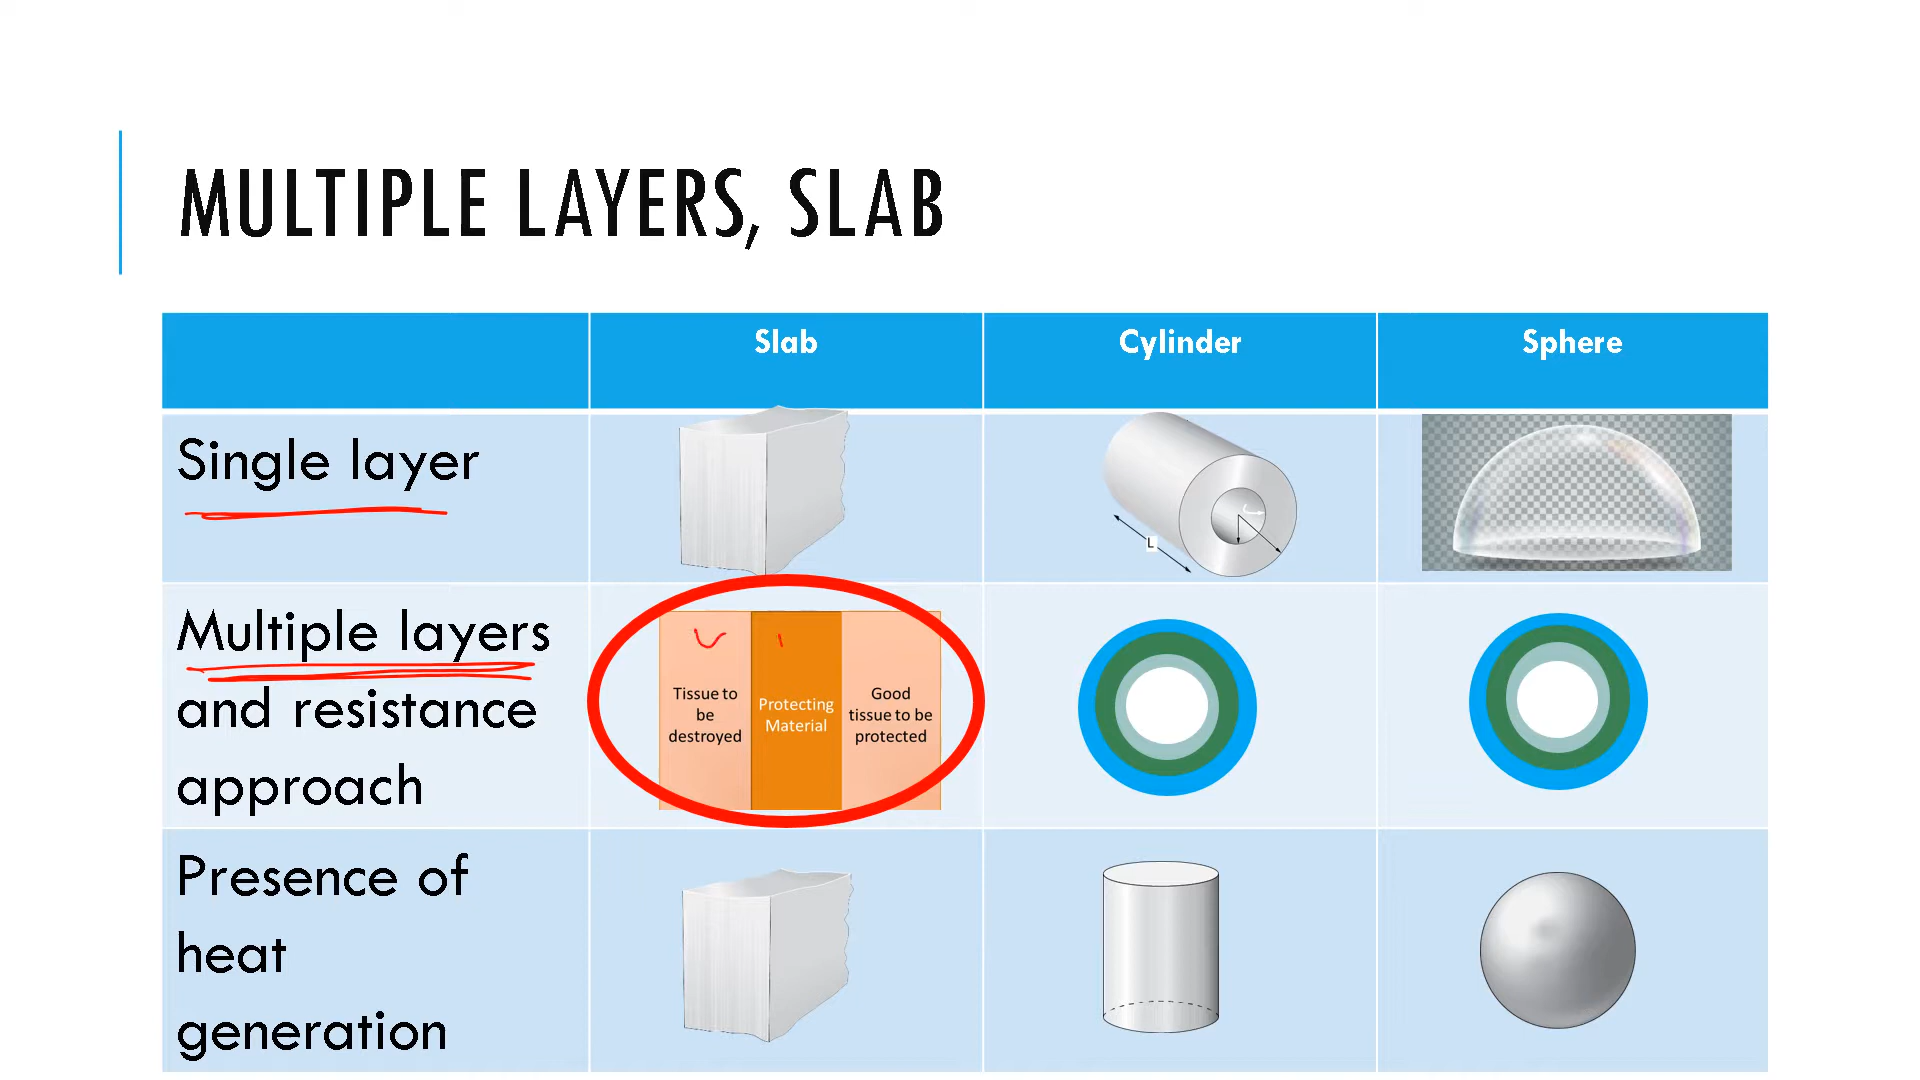 MULTIPLE LAYERS, SLAB
Slab
Cylinder
Sphere
Single layer
L
Multiple layers
and resistance
approach
Tissue to
be
destroyed
Protecting
Material
Good
tissue to be
protected
Presence of
heat
generation